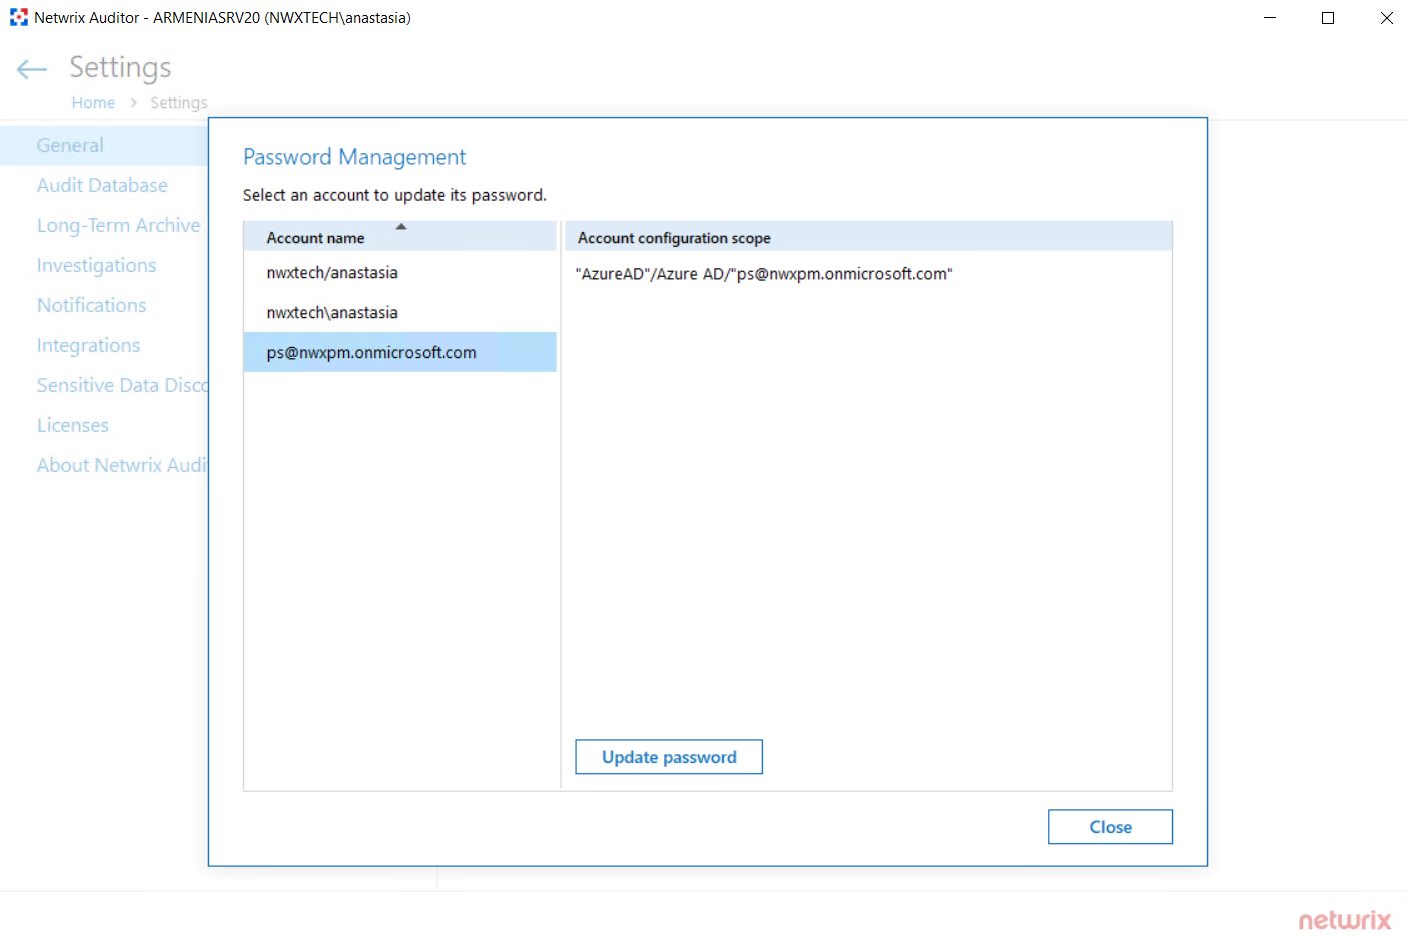 Netwrix Auditor - ARMENIASRV20 (NWXTECH\anastasia)
Settings
Home > Settings
General
Audit Database
Long-Term Archive
Investigations
Notifications
Integrations
Sensitive Data Disco
Licenses
About Netwrix Audi
Password Management
Select an account to update its password.
Account name
nwxtech/anastasia
nwxtech\anastasia
ps@nwxpm.onmicrosoft.com
Account configuration scope
"AzureAD"/Azure AD/"ps@nwxpm.onmicrosoft.com"
Update password
Close
netwrix